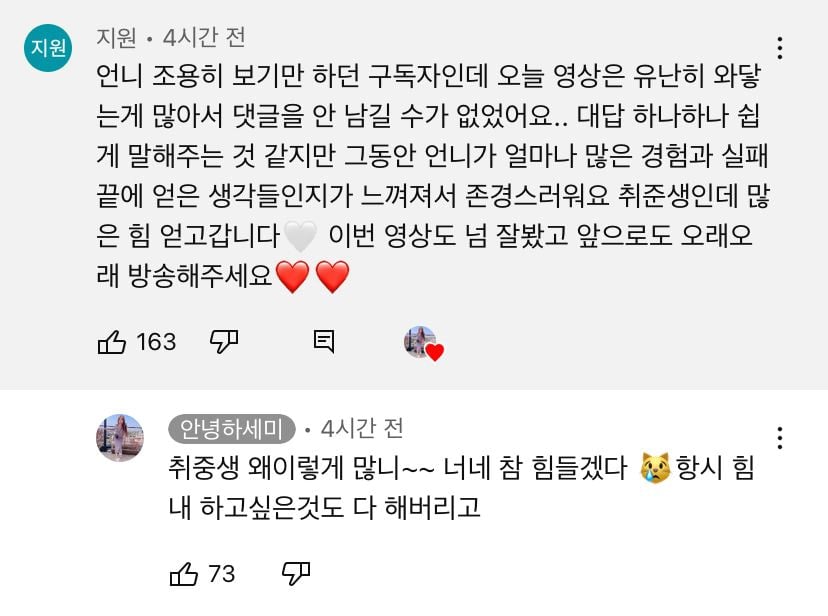 지원
지원 • 4시간 전
언니 조용히 보기만 하던 구독자인데 오늘 영상은 유난히 와닿
는게 많아서 댓글을 안 남길 수가 없었어요.. 대답 하나하나 쉽
게 말해주는 것 같지만 그동안 언니가 얼마나 많은 경험과 실패
끝에 얻은 생각들인지가 느껴져서 존경스러워요 취준생인데 많
은 힘 얻고갑니다🤍 이번 영상도 넘 잘봤고 앞으로도 오래오
래 방송해주세요❤️❤️
163
안녕하세미 • 4시간 전
취중생 왜이렇게 많니~~ 너네 참 힘들겠다 😿항시 힘
내 하고싶은것도 다 해버리고
73